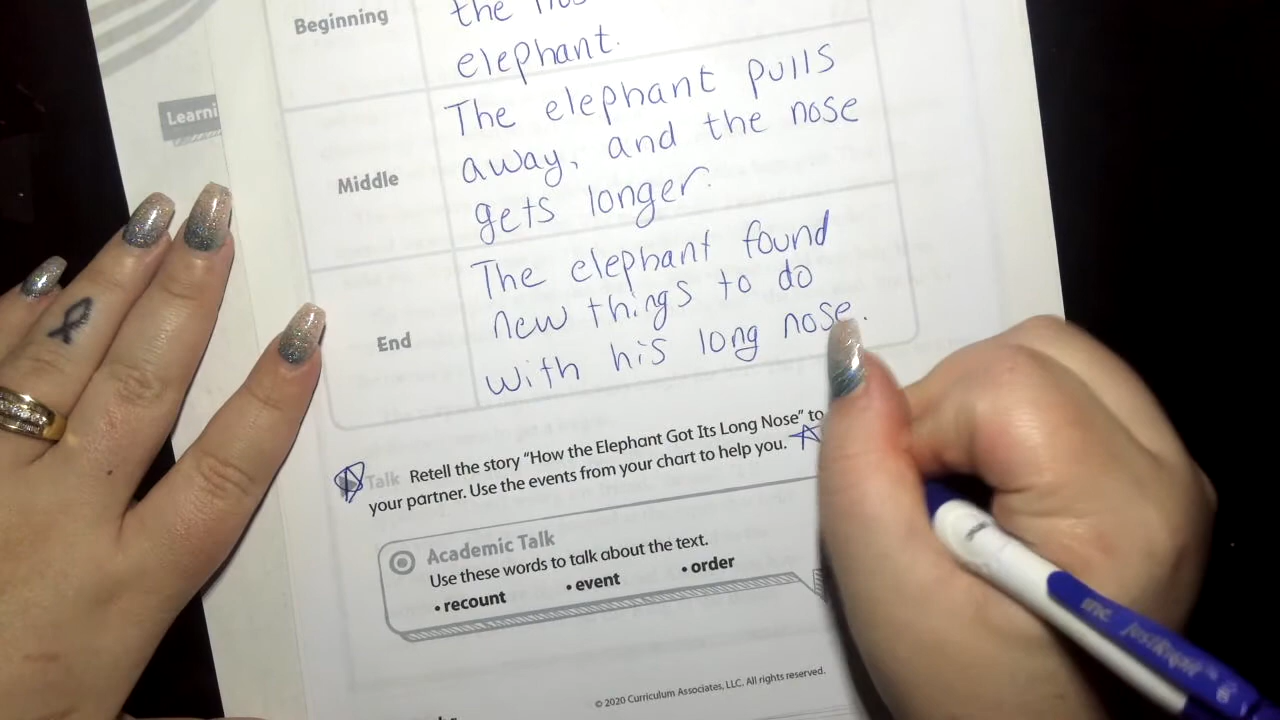 Beginning
the
elephant.
Learni
Middle
The elephant pulls
away, and the nose
gets longer.
End
The elephant found
new things to do
with his long nose.
Talk Retell the story “How the Elephant Got Its Long Nose” to
your partner. Use the events from your chart to help you.
Academic Talk
Use these words to talk about the text.
• recount • event • order
© 2020 Curriculum Associates, LLC. All rights reserved.